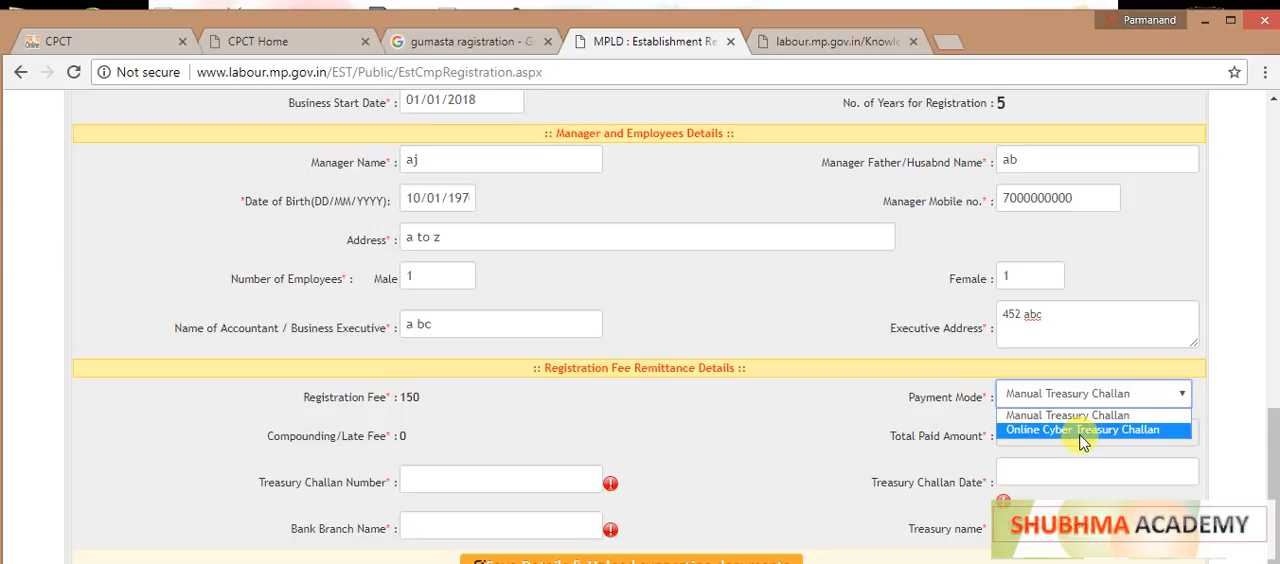 Parmanand
CPCT
CPCT Home
gumasta ragistration - G
MPLD : Establishment Re
labour.mp.gov.in/Knowle
Not secure
www.labour.mp.gov.in/EST/Public/EstCmpRegistration.aspx
Business Start Date* : 01/01/2018 No. of Years for Registration : 5
:: Manager and Employees Details ::
Manager Name* : aj Manager Father/Husabnd Name* : ab
*Date of Birth(DD/MM/YYYY): 10/01/197 Manager Mobile no.* : 7000000000
Address* : a to z
Number of Employees* : Male 1 Female : 1
Name of Accountant / Business Executive* : a bc Executive Address* : 452 abc
:: Registration Fee Remittance Details ::
Registration Fee* : 150 Payment Mode* : Manual Treasury Challan
Manual Treasury Challan
Online Cyber Treasury Challan
Compounding/Late Fee* : 0 Total Paid Amount* :
Treasury Challan Number* : Treasury Challan Date* :
Bank Branch Name* : Treasury name*
SHUBHMA ACADEMY